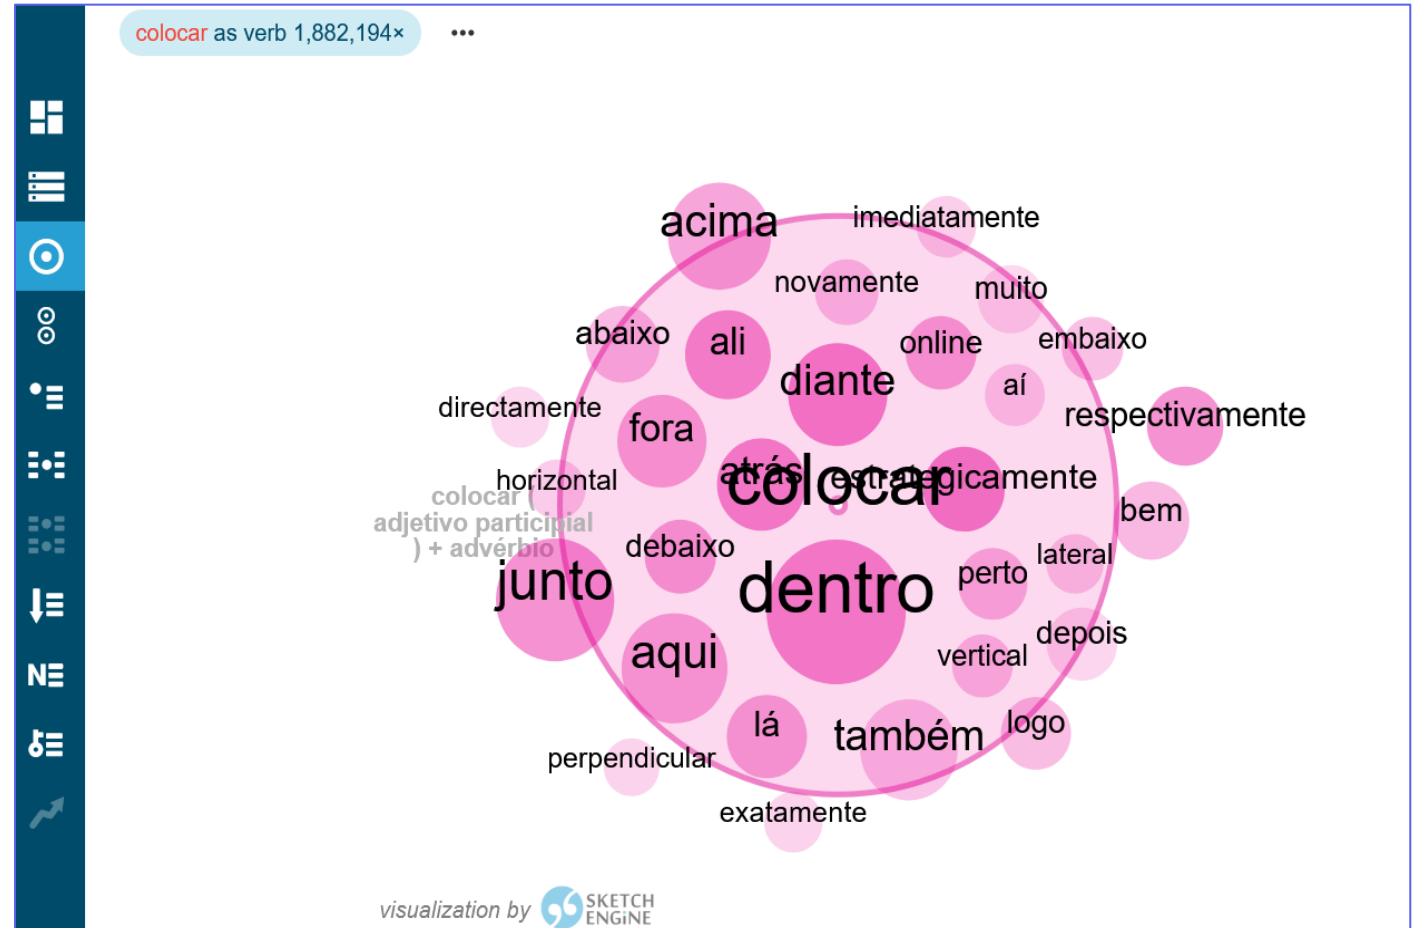 colocar as verb 1,882,194×
•••
acima
imediatamente
novamente
muito
abaixo
ali
online
embaixo
diante
aí
directamente
fora
respectivamente
atrás
colocar
estrategicamente
horizontal
colocar (
adjetivo participial
) + advérbio
bem
debaixo
lateral
junto
dentro
perto
aqui
depois
vertical
lá
também
logo
perpendicular
exatamente
visualization by
SKETCH
ENGINE
N